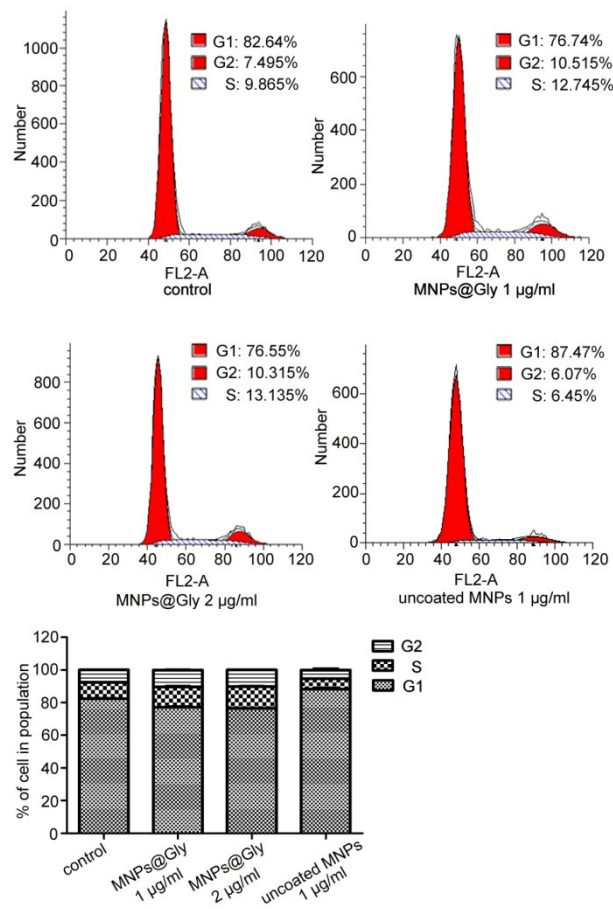 1000
800
600
400
200
0
Number
G1: 82.64%
G2: 7.495%
S: 9.865%
0 20 40 60 80 100 120
FL2-A
control
600
400
200
0
Number
G1: 76.74%
G2: 10.515%
S: 12.745%
0 20 40 60 80 100 120
FL2-A
MNPs@Gly 1 µg/ml
800
600
400
200
0
Number
G1: 76.55%
G2: 10.315%
S: 13.135%
0 20 40 60 80 100 120
FL2-A
MNPs@Gly 2 µg/ml
600
400
200
0
Number
G1: 87.47%
G2: 6.07%
S: 6.45%
0 20 40 60 80 100 120
FL2-A
uncoated MNPs 1 µg/ml
120
100
80
60
40
20
0
% of cell in population
G2
S
G1
control
MNPs@Gly
1 µg/ml
MNPs@Gly
2 µg/ml
uncoated MNPs
1 µg/ml